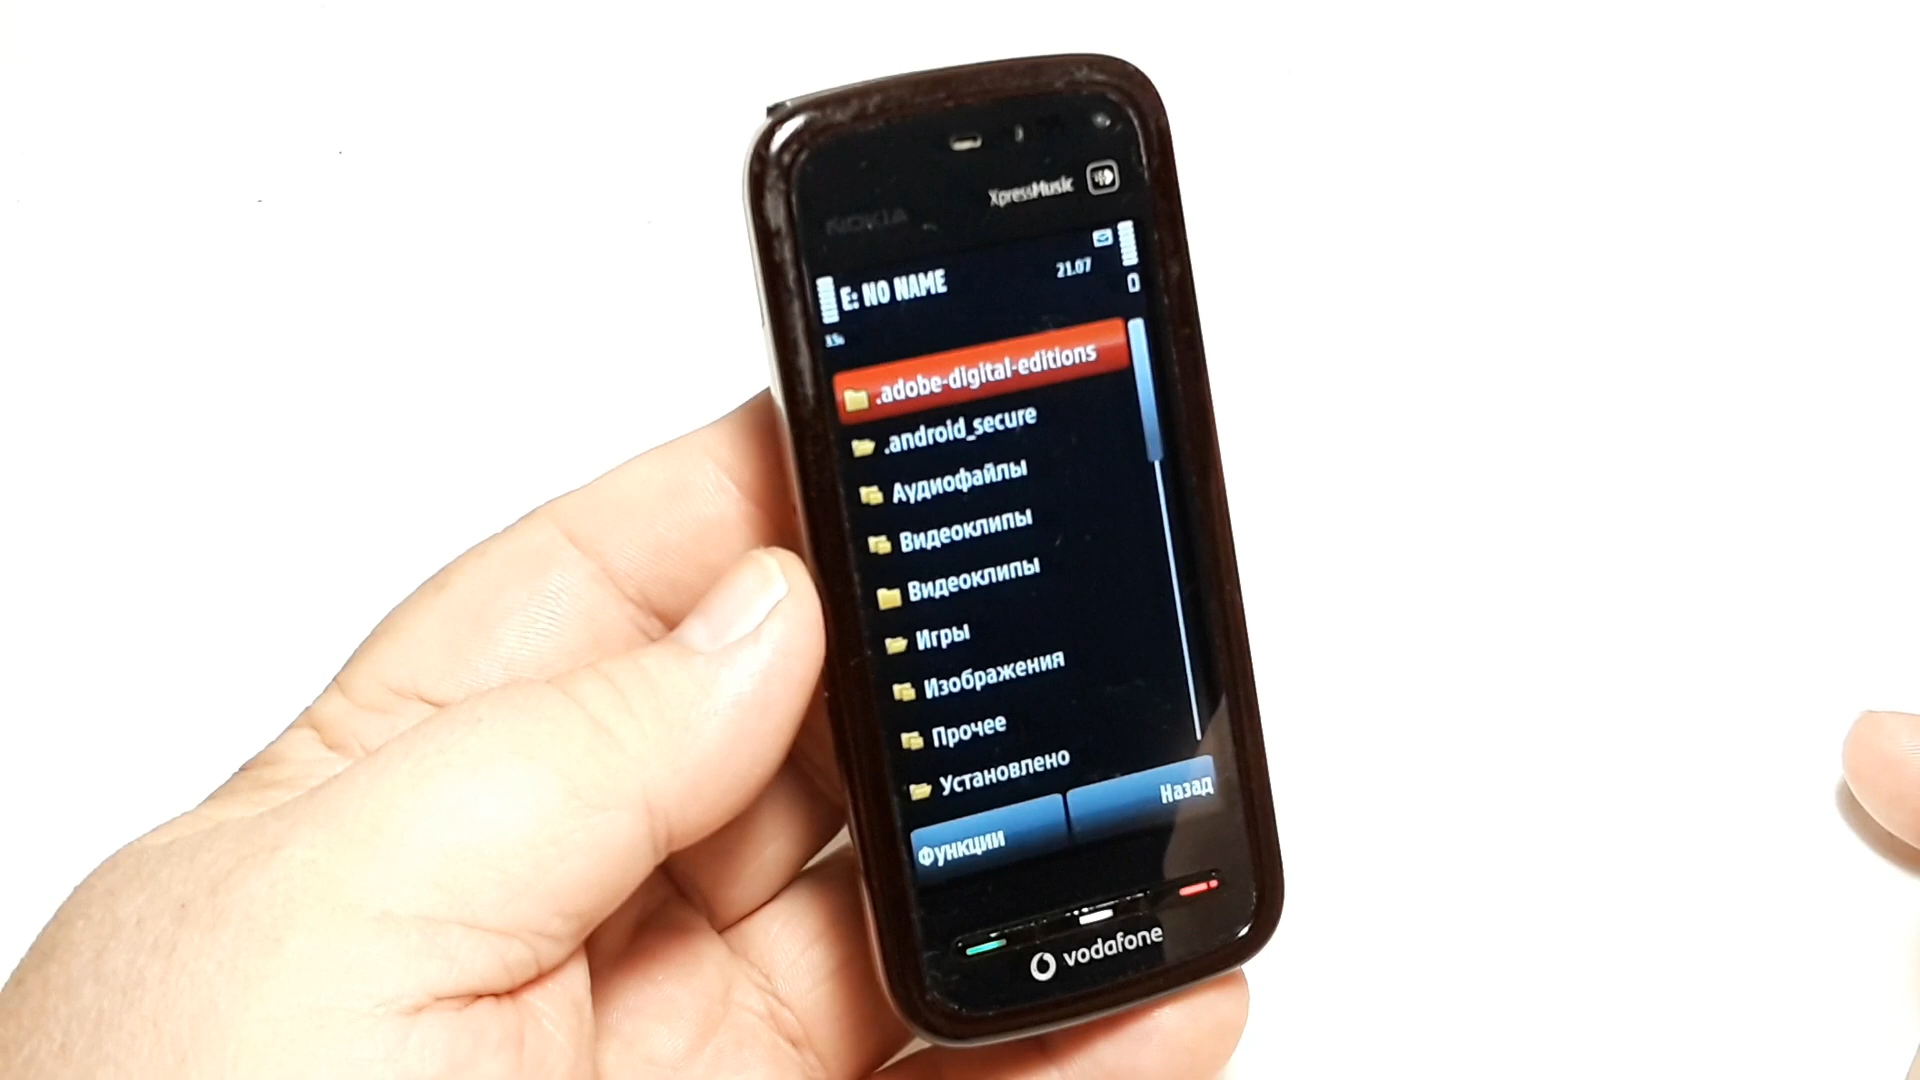 XpressMusic
NOKIA
E: NO NAME
21.07
.adobe-digital-editions
.android_secure
Аудиофайлы
Видеоклипы
Видеоклипы
Игры
Изображения
Прочее
Установлено
Функции
Назад
vodafone